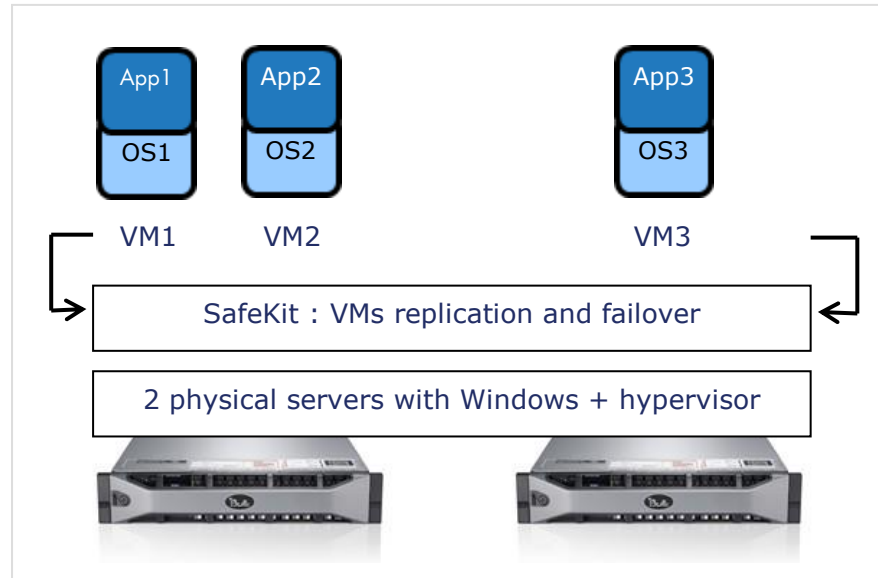 App1
App2
App3
OS1
OS2
OS3
VM1
VM2
VM3
SafeKit : VMs replication and failover
2 physical servers with Windows + hypervisor